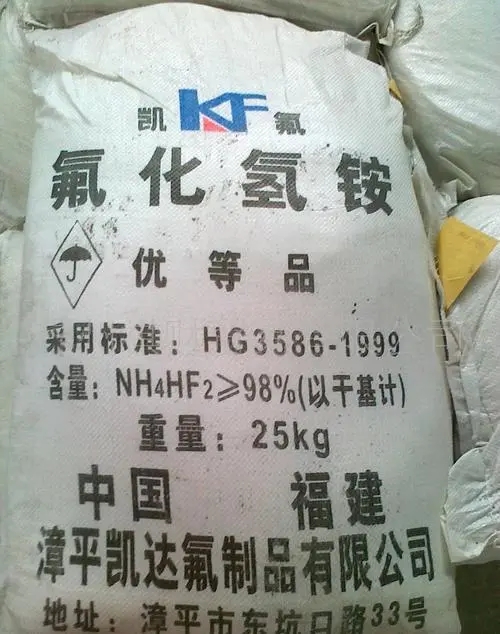 凯 KF 氟
氟化氢铵
优等品
采用标准：HG3586-1999
含量：NH4HF2≥98%(以干基计)
重量：25kg
中国 福建
漳平凯达氟制品有限公司
地址：漳平市东坑口路33号